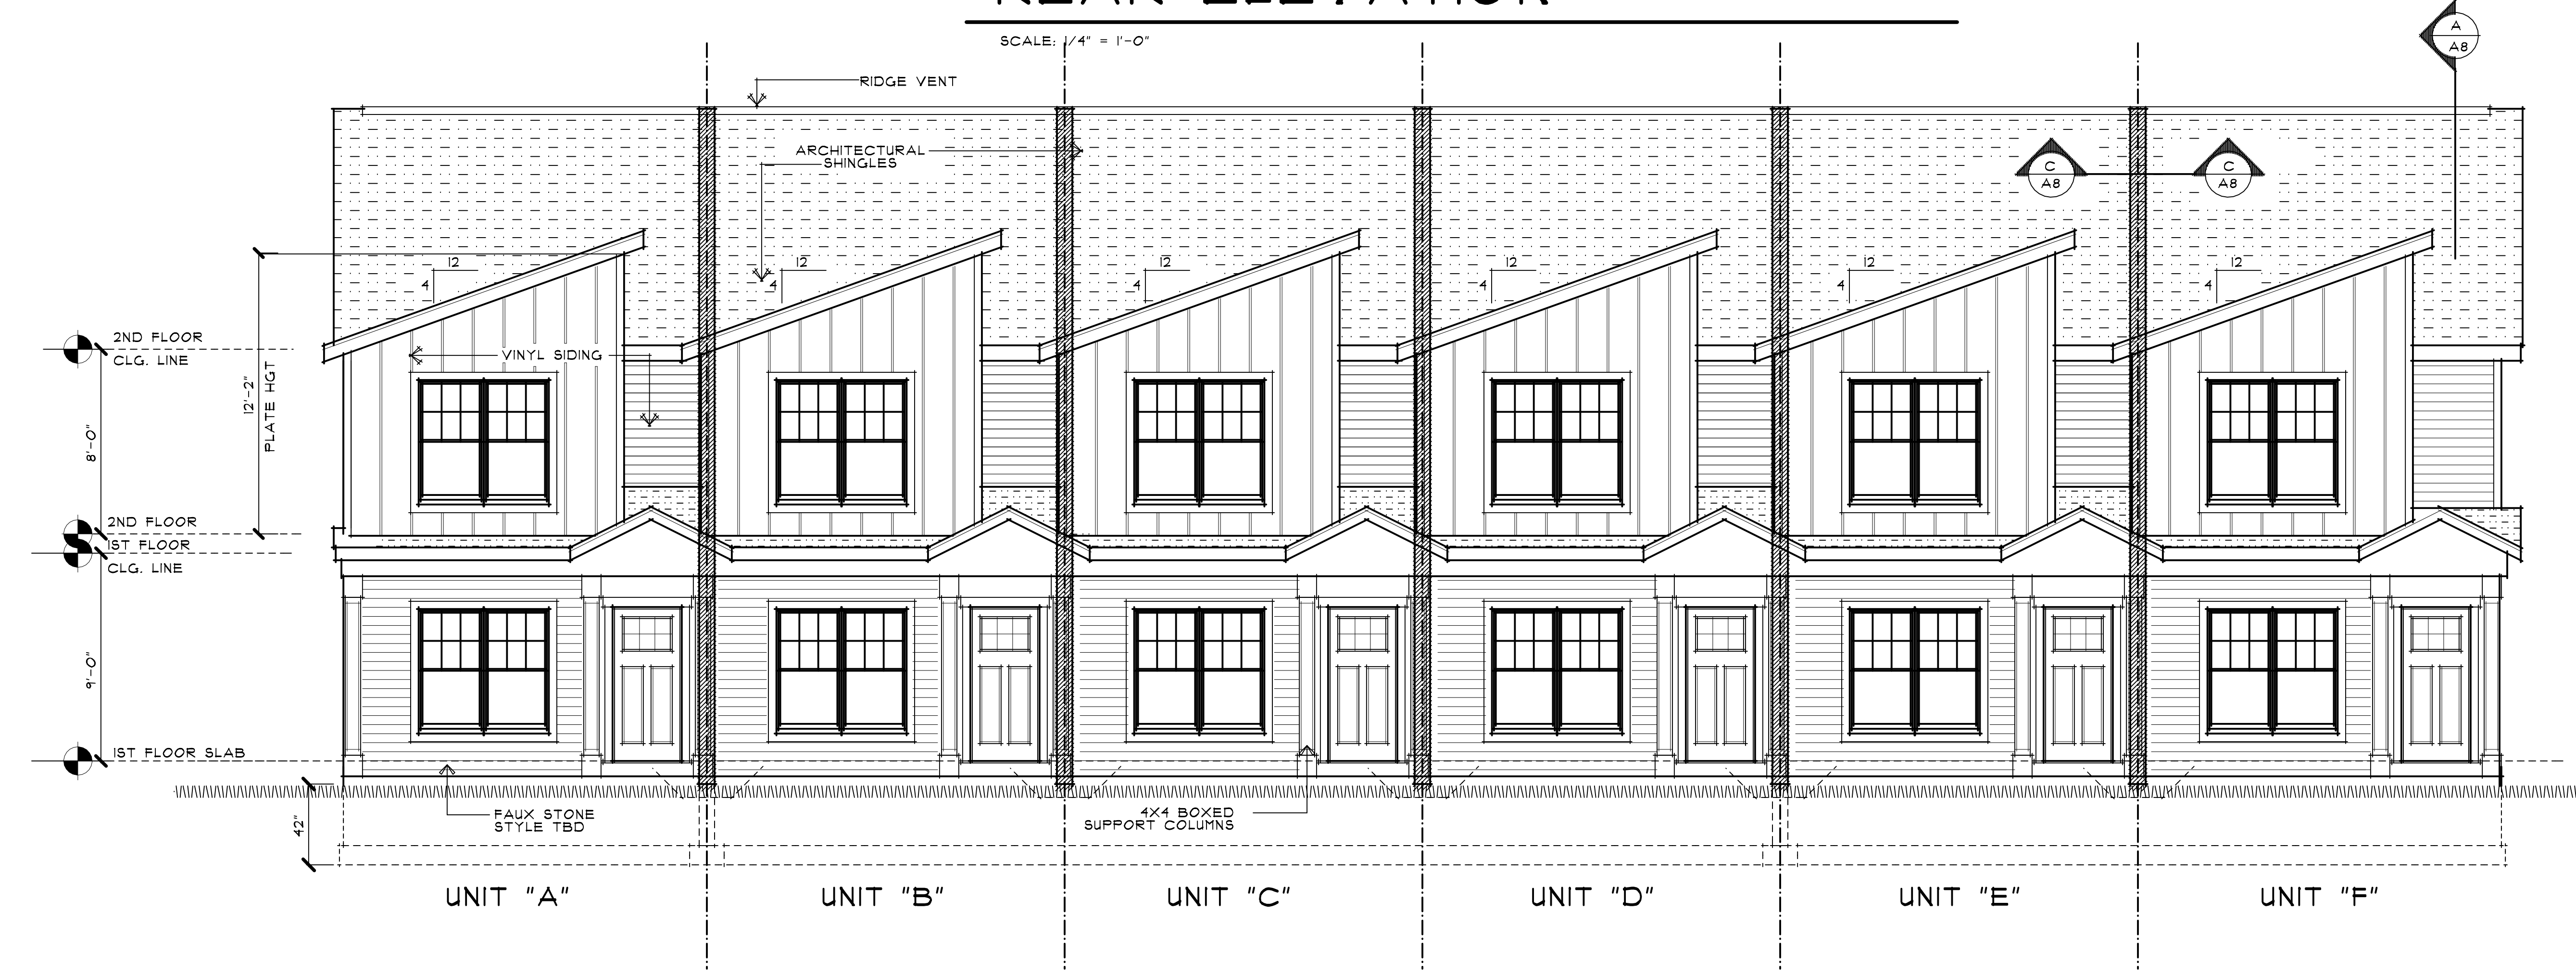 REAR ELEVATION
SCALE: 1/4" = 1'-0"
A
A8
RIDGE VENT
ARCHITECTURAL
SHINGLES
C
A8
C
A8
12
4
12
4
12
4
12
4
12
4
12
4
2ND FLOOR
CLG. LINE
VINYL SIDING
12'-2"
PLATE HGT
8'-0"
2ND FLOOR
1ST FLOOR
CLG. LINE
9'-0"
1ST FLOOR SLAB
42"
FAUX STONE
STYLE TBD
4X4 BOXED
SUPPORT COLUMNS
UNIT "A"
UNIT "B"
UNIT "C"
UNIT "D"
UNIT "E"
UNIT "F"